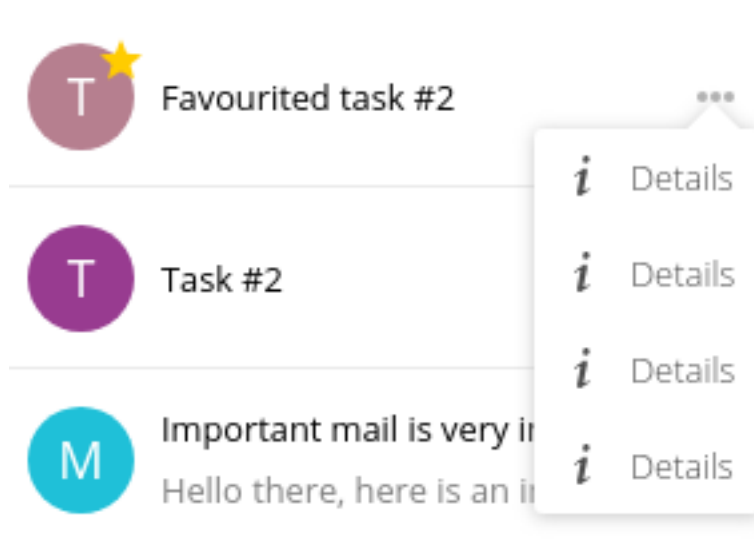 T
Favourited task #2
i Details
T
Task #2
i Details
i Details
M
Important mail is very
Hello there, here is an
i Details